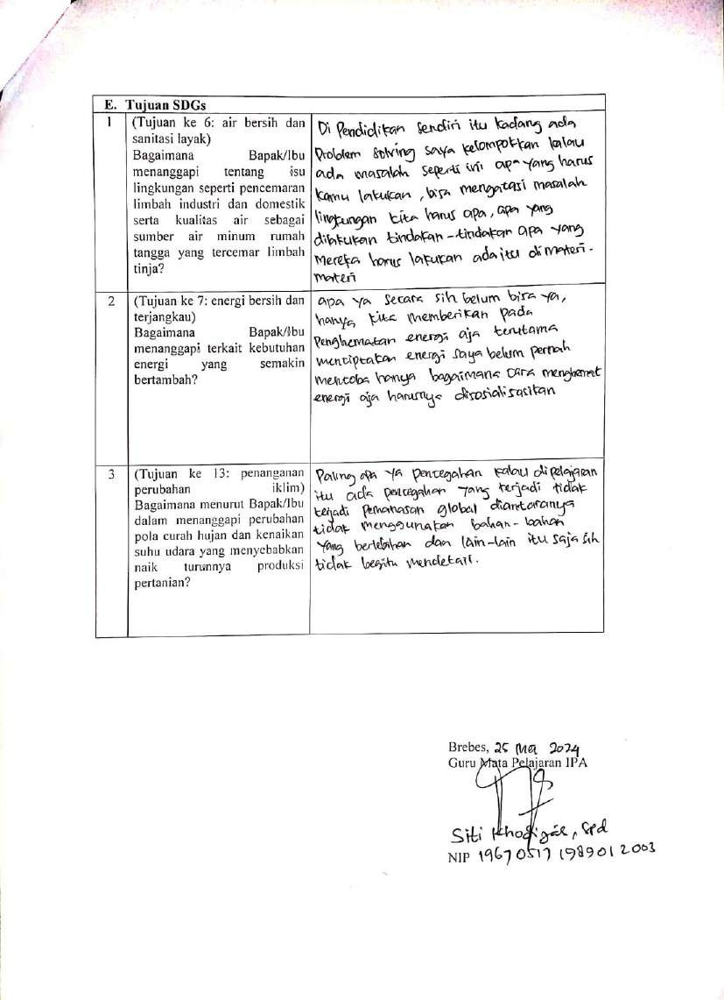 E. Tujuan SDGs
1
(Tujuan ke 6: air bersih dan
sanitasi layak)
Bagaimana Bapak/Ibu
menanggapi tentang isu
lingkungan seperti pencemaran
limbah industri dan domestik
serta kualitas air sebagai
sumber air minum rumah
tangga yang tercemar limbah
tinja?
Di Pendidikan sendiri itu kadang ada
Problem solving saya kelompokkan kalau
ada masalah seperti ini apa yang harus
kamu lakukan, bisa mengatasi masalah
lingkungan kita harus apa, apa yang
dilakukan tindakan-tindakan apa yang
Mereka harus lakukan ada itu di materi-
materi
2
(Tujuan ke 7: energi bersih dan
terjangkau)
Bagaimana Bapak/Ibu
menanggapi terkait kebutuhan
energi yang semakin
bertambah?
apa ya secara sih belum bisa ya,
hanya kita memberikan pada
Penghematan energi aja terutama
menciptakan energi saya belum pernah
mencoba hanya bagaimana cara menghemat
energi aja harusnya disosialisasikan
3
(Tujuan ke 13: penanganan
perubahan iklim)
Bagaimana menurut Bapak/Ibu
dalam menanggapi perubahan
pola curah hujan dan kenaikan
suhu udara yang menyebabkan
naik turunnya produksi
pertanian?
Paling apa ya pencegahan kalau di pelajaran
itu ada pencegahan yang terjadi tidak
terjadi Pemanasan global diantaranya
tidak menggunakan bahan-bahan
yang berlebihan dan lain-lain itu saja sih
tidak begitu mendetail.
Brebes, 25 Mei 2024
Guru Mata Pelajaran IPA
Siti , Spd
NIP 19670517 198901 2003